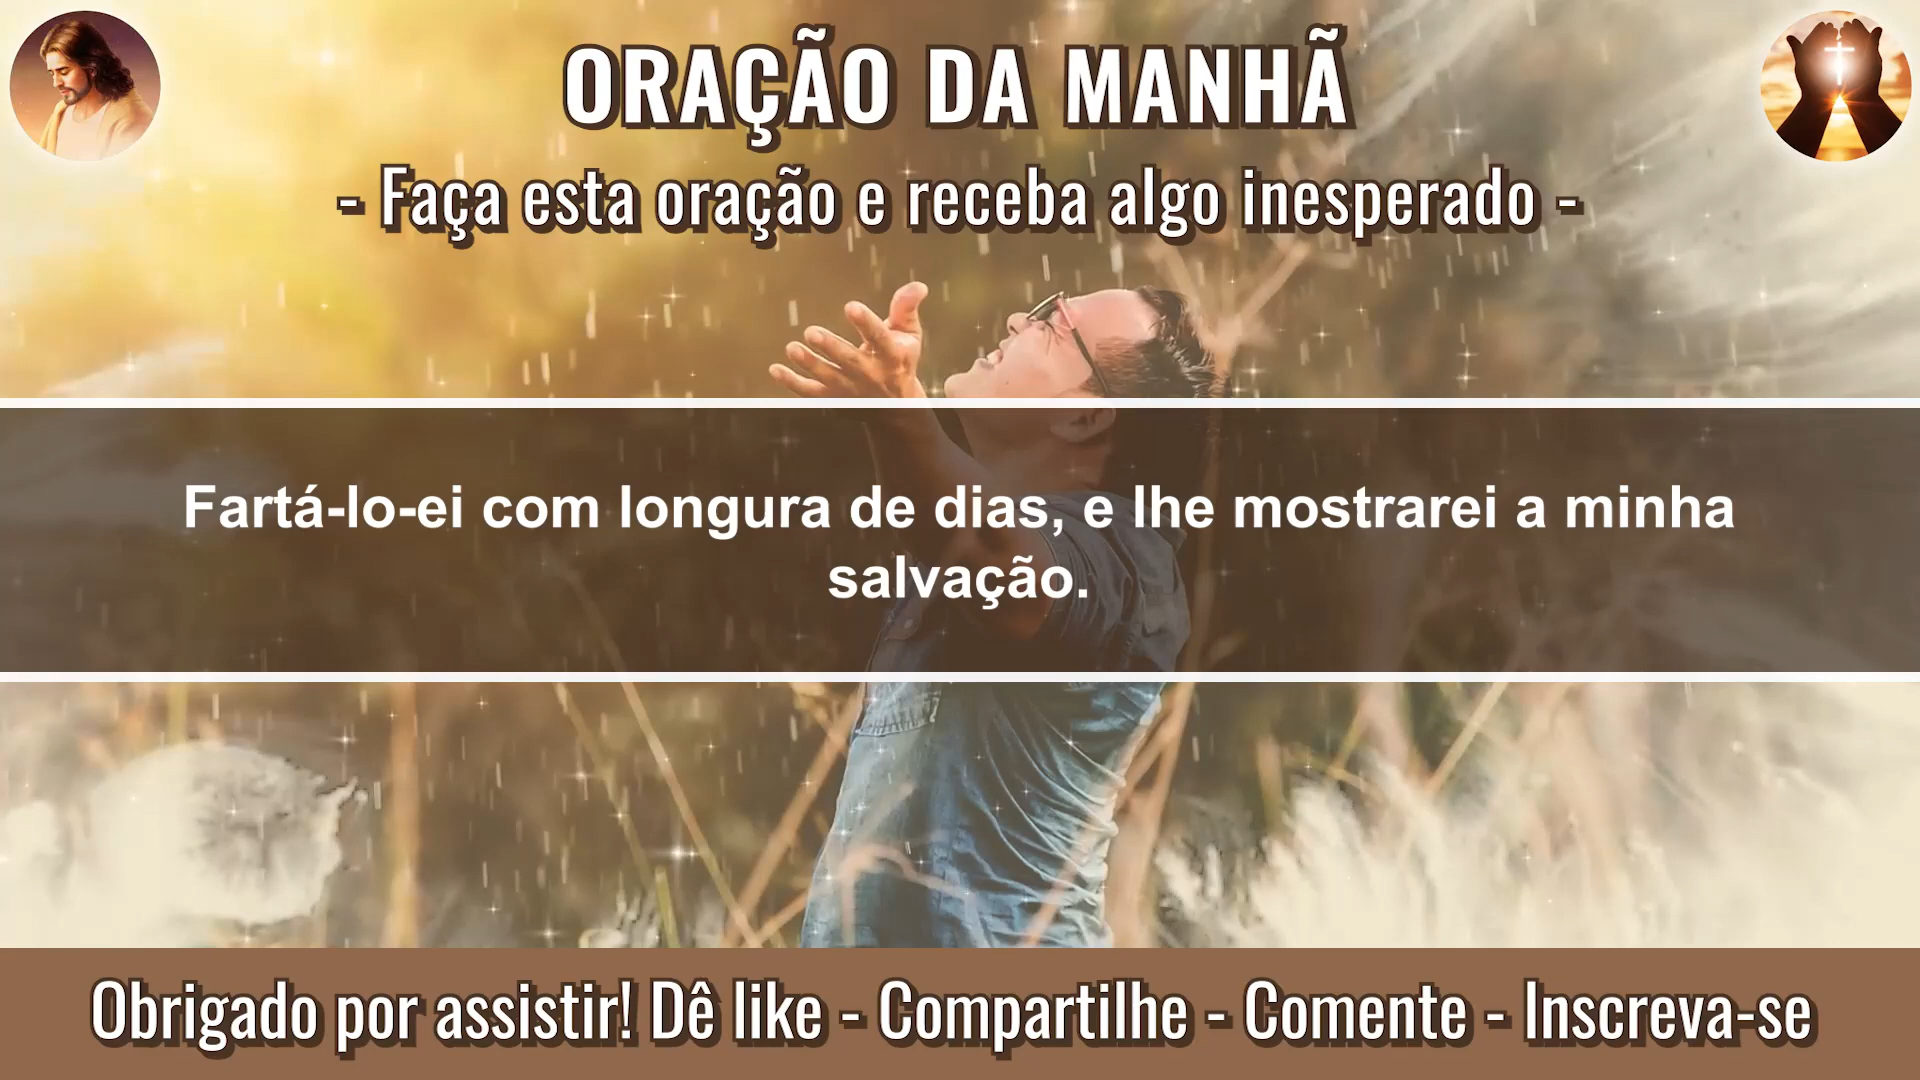 ORAÇÃO DA MANHÃ
- Faça esta oração e receba algo inesperado -
Fartá-lo-ei com longura de dias, e lhe mostrarei a minha
salvação.
Obrigado por assistir! Dê like - Compartilhe - Comente - Inscreva-se